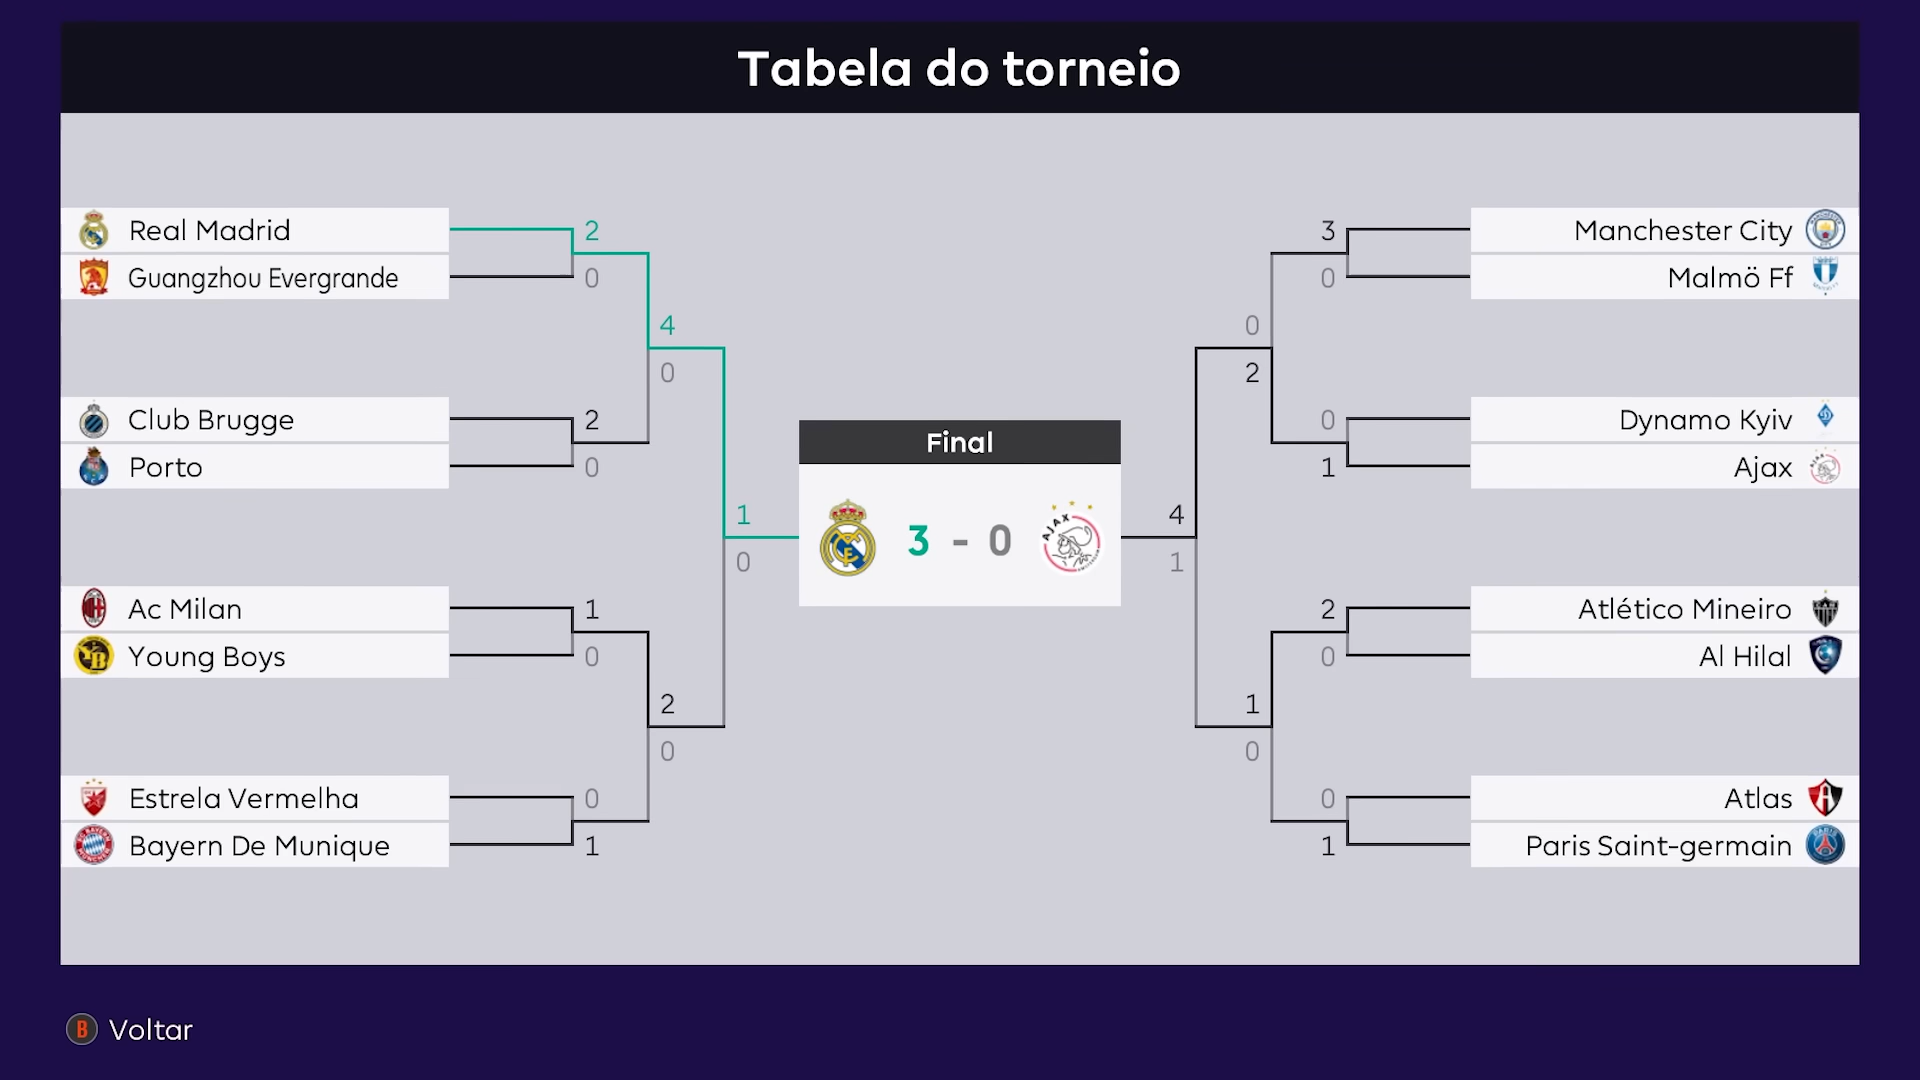 Tabela do torneio
Real Madrid 2
Guangzhou Evergrande 0
4
0
Club Brugge 2
Porto 0
1
0
Ac Milan 1
Young Boys 0
2
0
Estrela Vermelha 0
Bayern De Munique 1
Final
3 - 0
AJAX
3 Manchester City
0 Malmö Ff
0
2
0 Dynamo Kyiv
1 Ajax
4
1
2 Atlético Mineiro
0 Al Hilal
1
0
0 Atlas
1 Paris Saint-germain
B Voltar